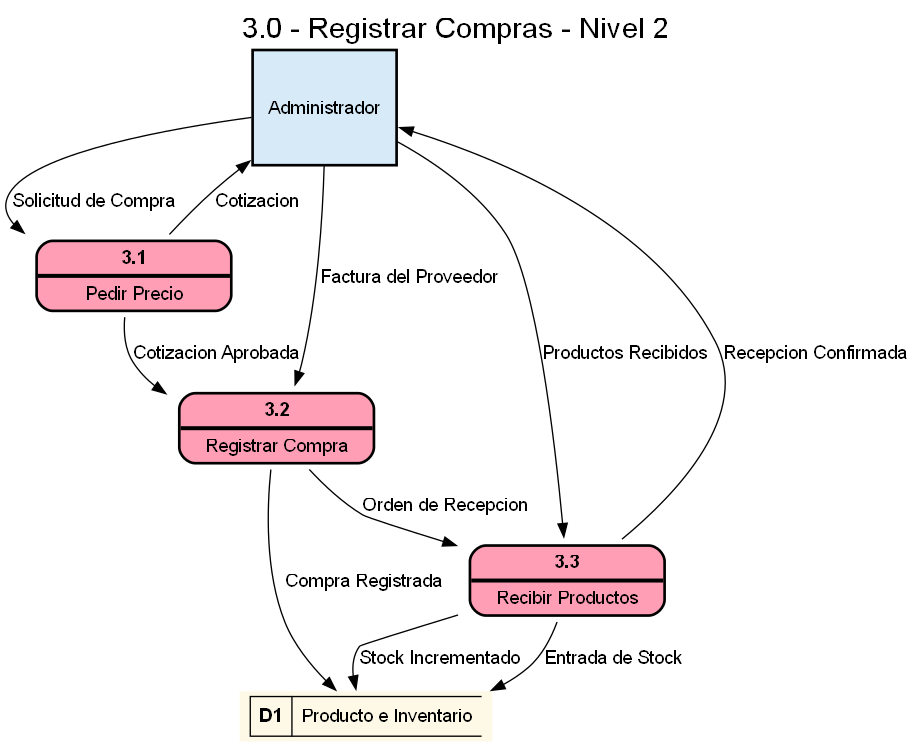 3.0 - Registrar Compras - Nivel 2
Administrador
Solicitud de Compra
Cotizacion
3.1
Pedir Precio
Factura del Proveedor
Cotizacion Aprobada
Productos Recibidos
Recepcion Confirmada
3.2
Registrar Compra
Orden de Recepcion
3.3
Recibir Productos
Compra Registrada
Stock Incrementado
Entrada de Stock
D1
Producto e Inventario